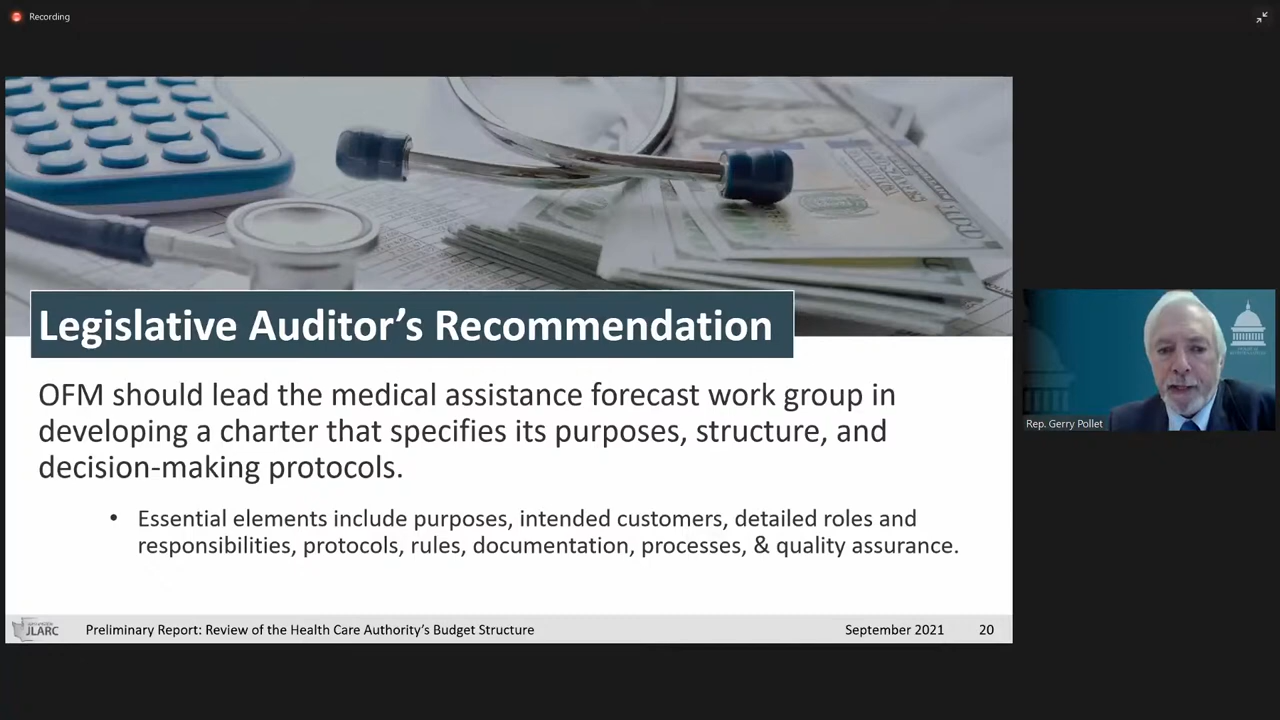 Recording
Legislative Auditor's Recommendation
OFM should lead the medical assistance forecast work group in
developing a charter that specifies its purposes, structure, and
decision-making protocols.
• Essential elements include purposes, intended customers, detailed roles and
responsibilities, protocols, rules, documentation, processes, & quality assurance.
JLARC
Preliminary Report: Review of the Health Care Authority's Budget Structure
September 2021
20
Rep. Gerry Pollet